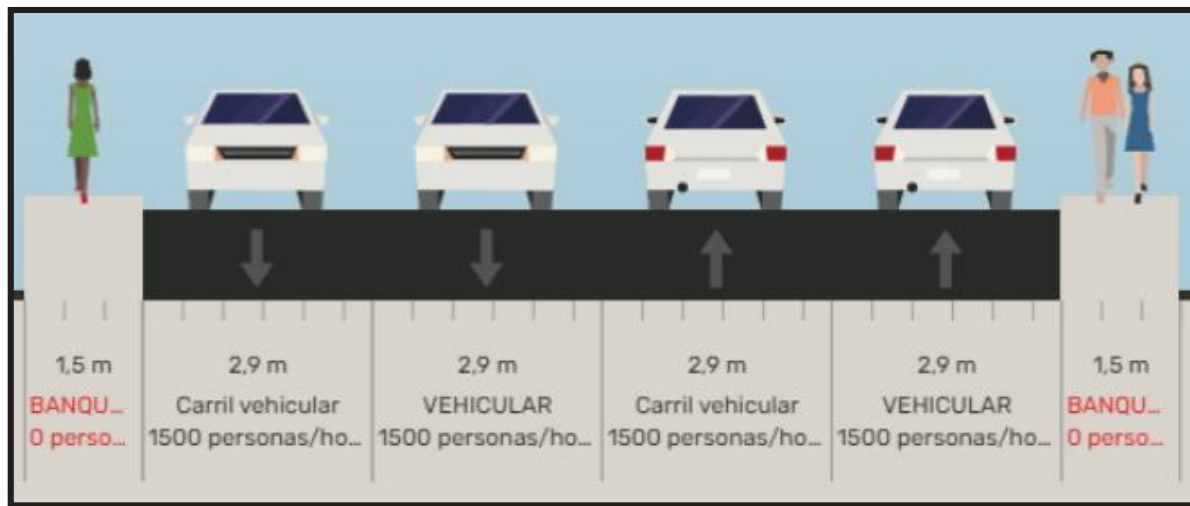 1,5 m
BANQU...
0 perso...
2,9 m
Carril vehicular
1500 personas/ho...
2,9 m
VEHICULAR
1500 personas/ho...
2,9 m
Carril vehicular
1500 personas/ho...
2,9 m
VEHICULAR
1500 personas/ho...
1,5 m
BANQU...
0 perso...